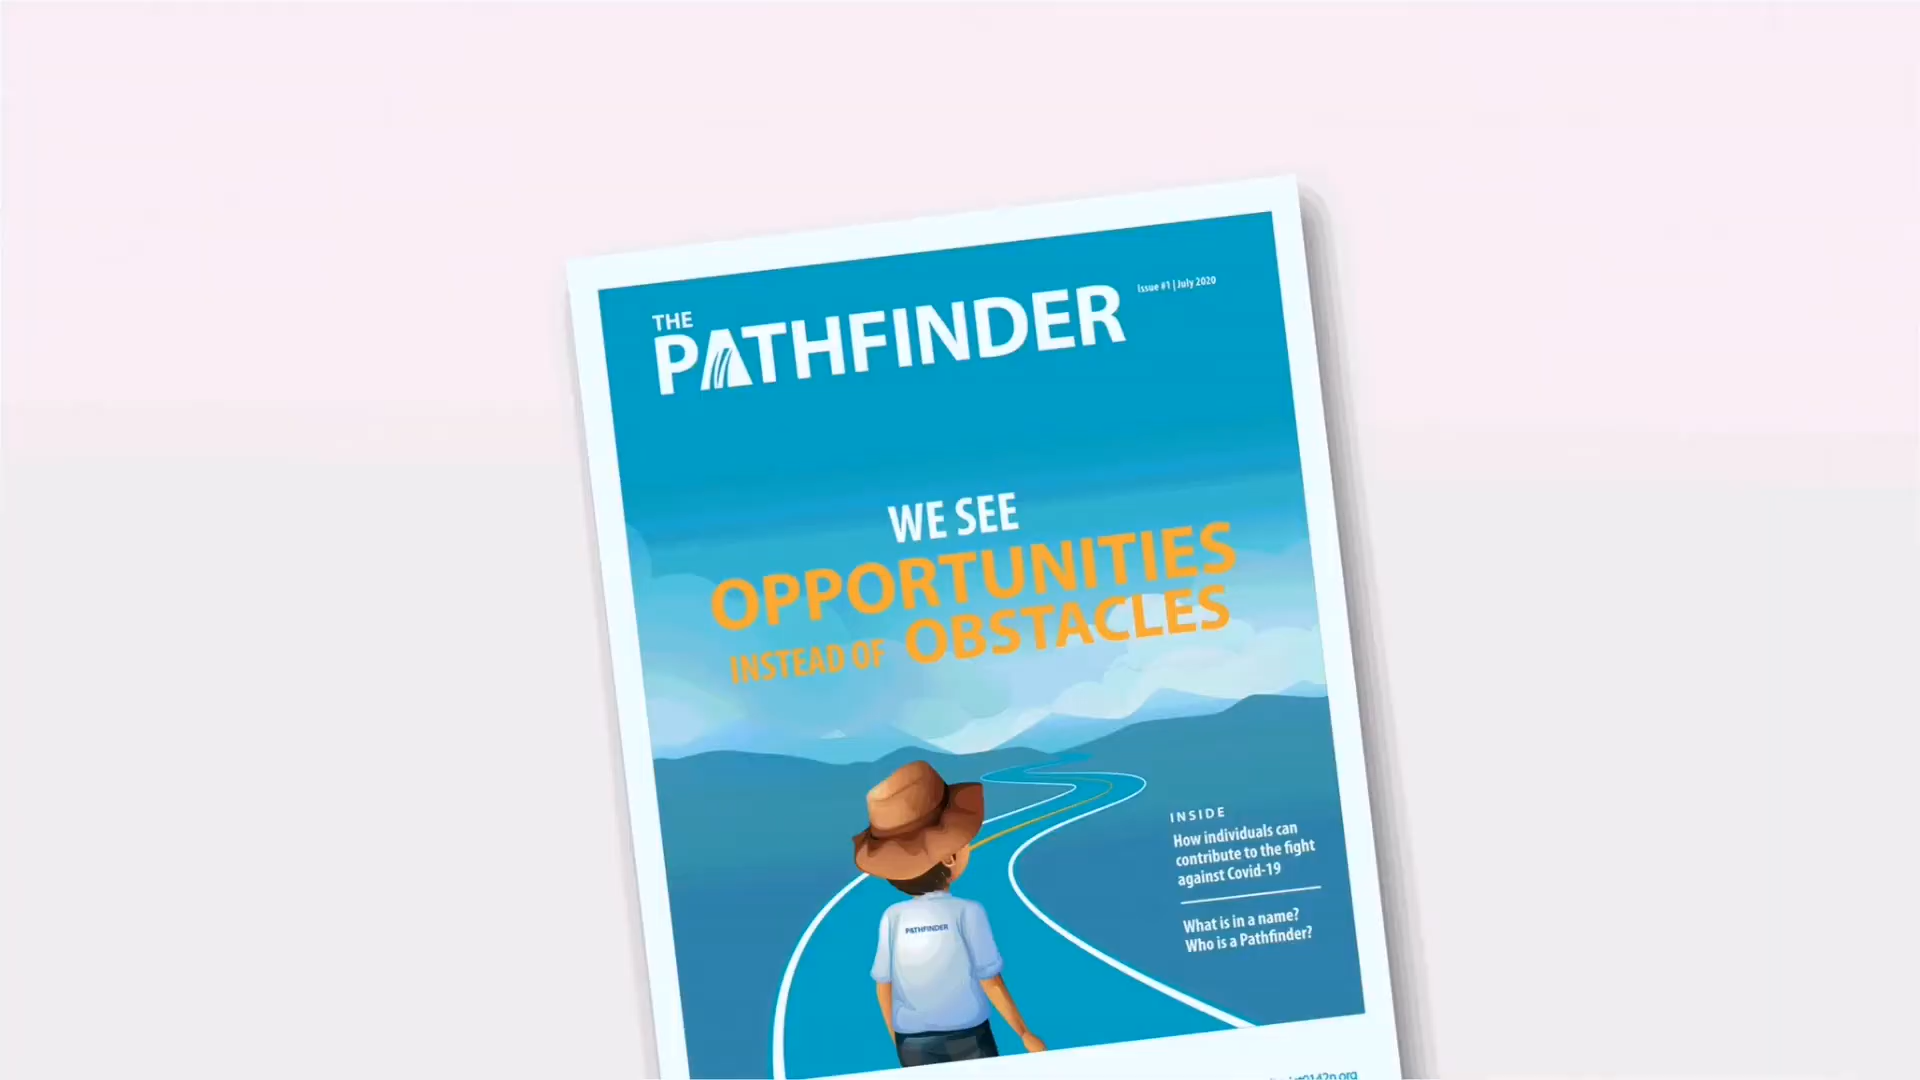 THE
PATHFINDER
Issue #1 | July 2020
WE SEE
OPPORTUNITIES
INSTEAD OF OBSTACLES
INSIDE
How individuals can
contribute to the fight
against Covid-19
What is in a name?
Who is a Pathfinder?
PATHFINDER